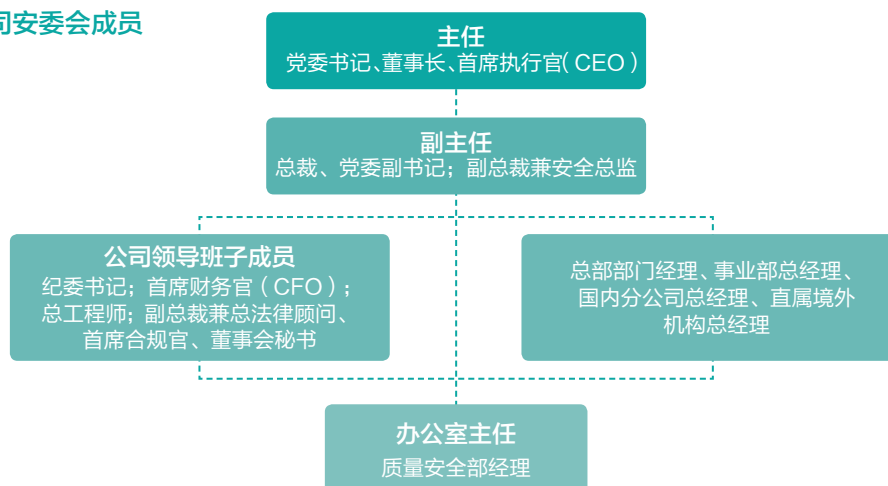 司安委会成员
主任
党委书记、董事长、首席执行官（CEO）
副主任
总裁、党委副书记；副总裁兼安全总监
公司领导班子成员
纪委书记；首席财务官（CFO）；
总工程师；副总裁兼总法律顾问、
首席合规官、董事会秘书
总部部门经理、事业部总经理、
国内分公司总经理、直属境外
机构总经理
办公室主任
质量安全部经理